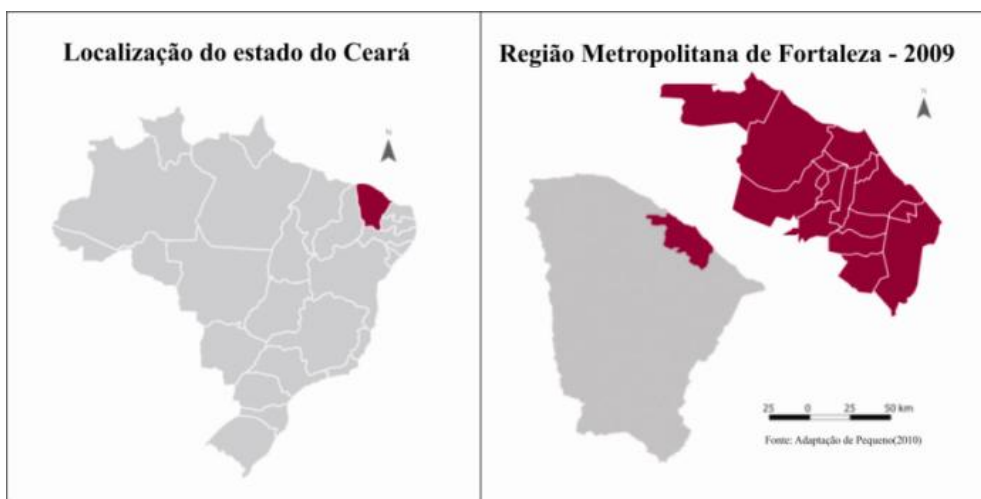 Localização do estado do Ceará
N
Região Metropolitana de Fortaleza - 2009
N
25 0 25 50 km
Fonte: Adaptação de Pequeno(2010)